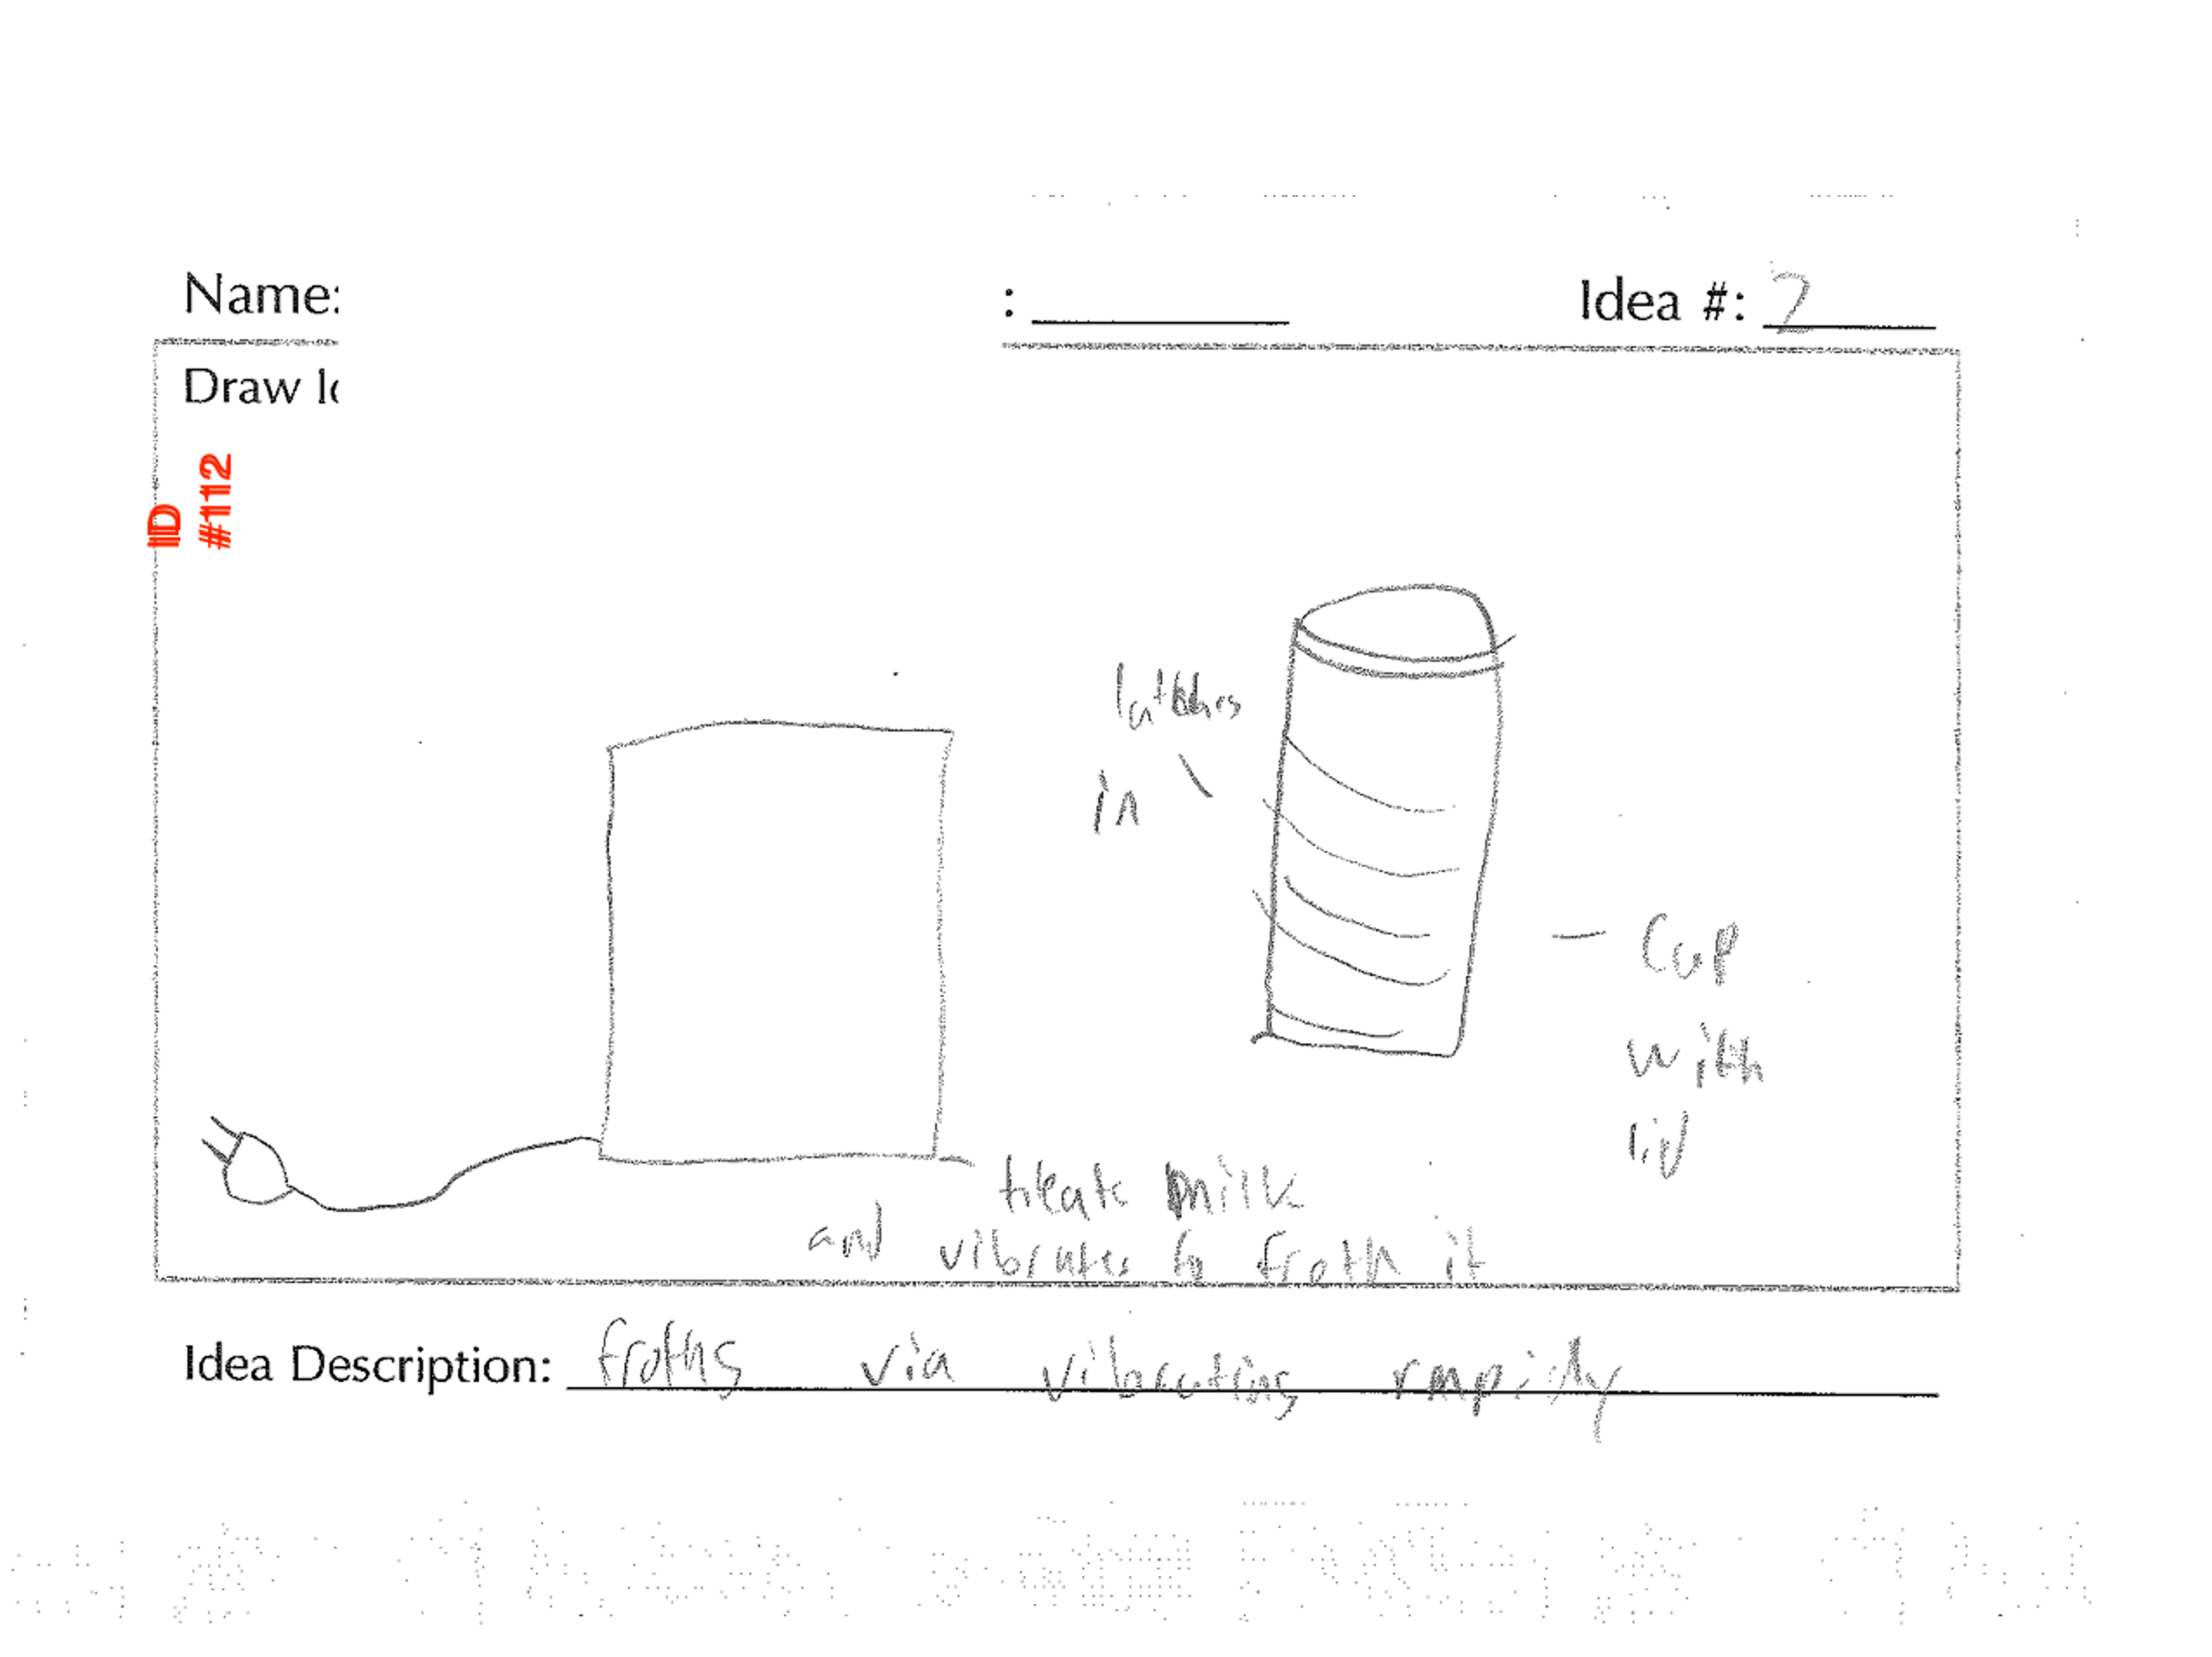 Name:
: Idea #: 2
Draw Id
ID
#112
latches
in
Cup
with
lid
heats milk
and vibrates to froth it
Idea Description: froths via vibrating rapidly